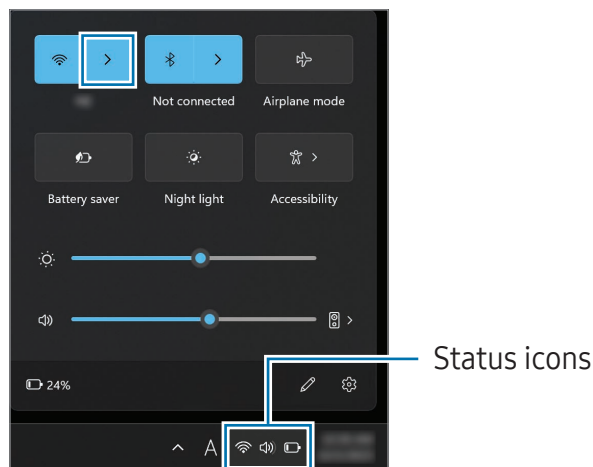 Not connected Airplane mode
Battery saver Night light Accessibility
24%
Status icons
A